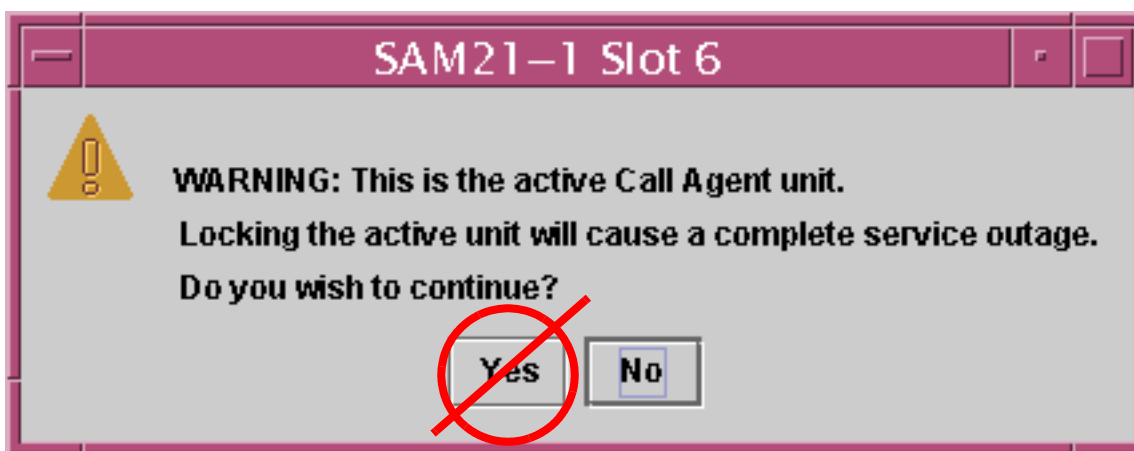 SAM21-1 Slot 6
WARNING: This is the active Call Agent unit.
Locking the active unit will cause a complete service outage.
Do you wish to continue?
Yes No